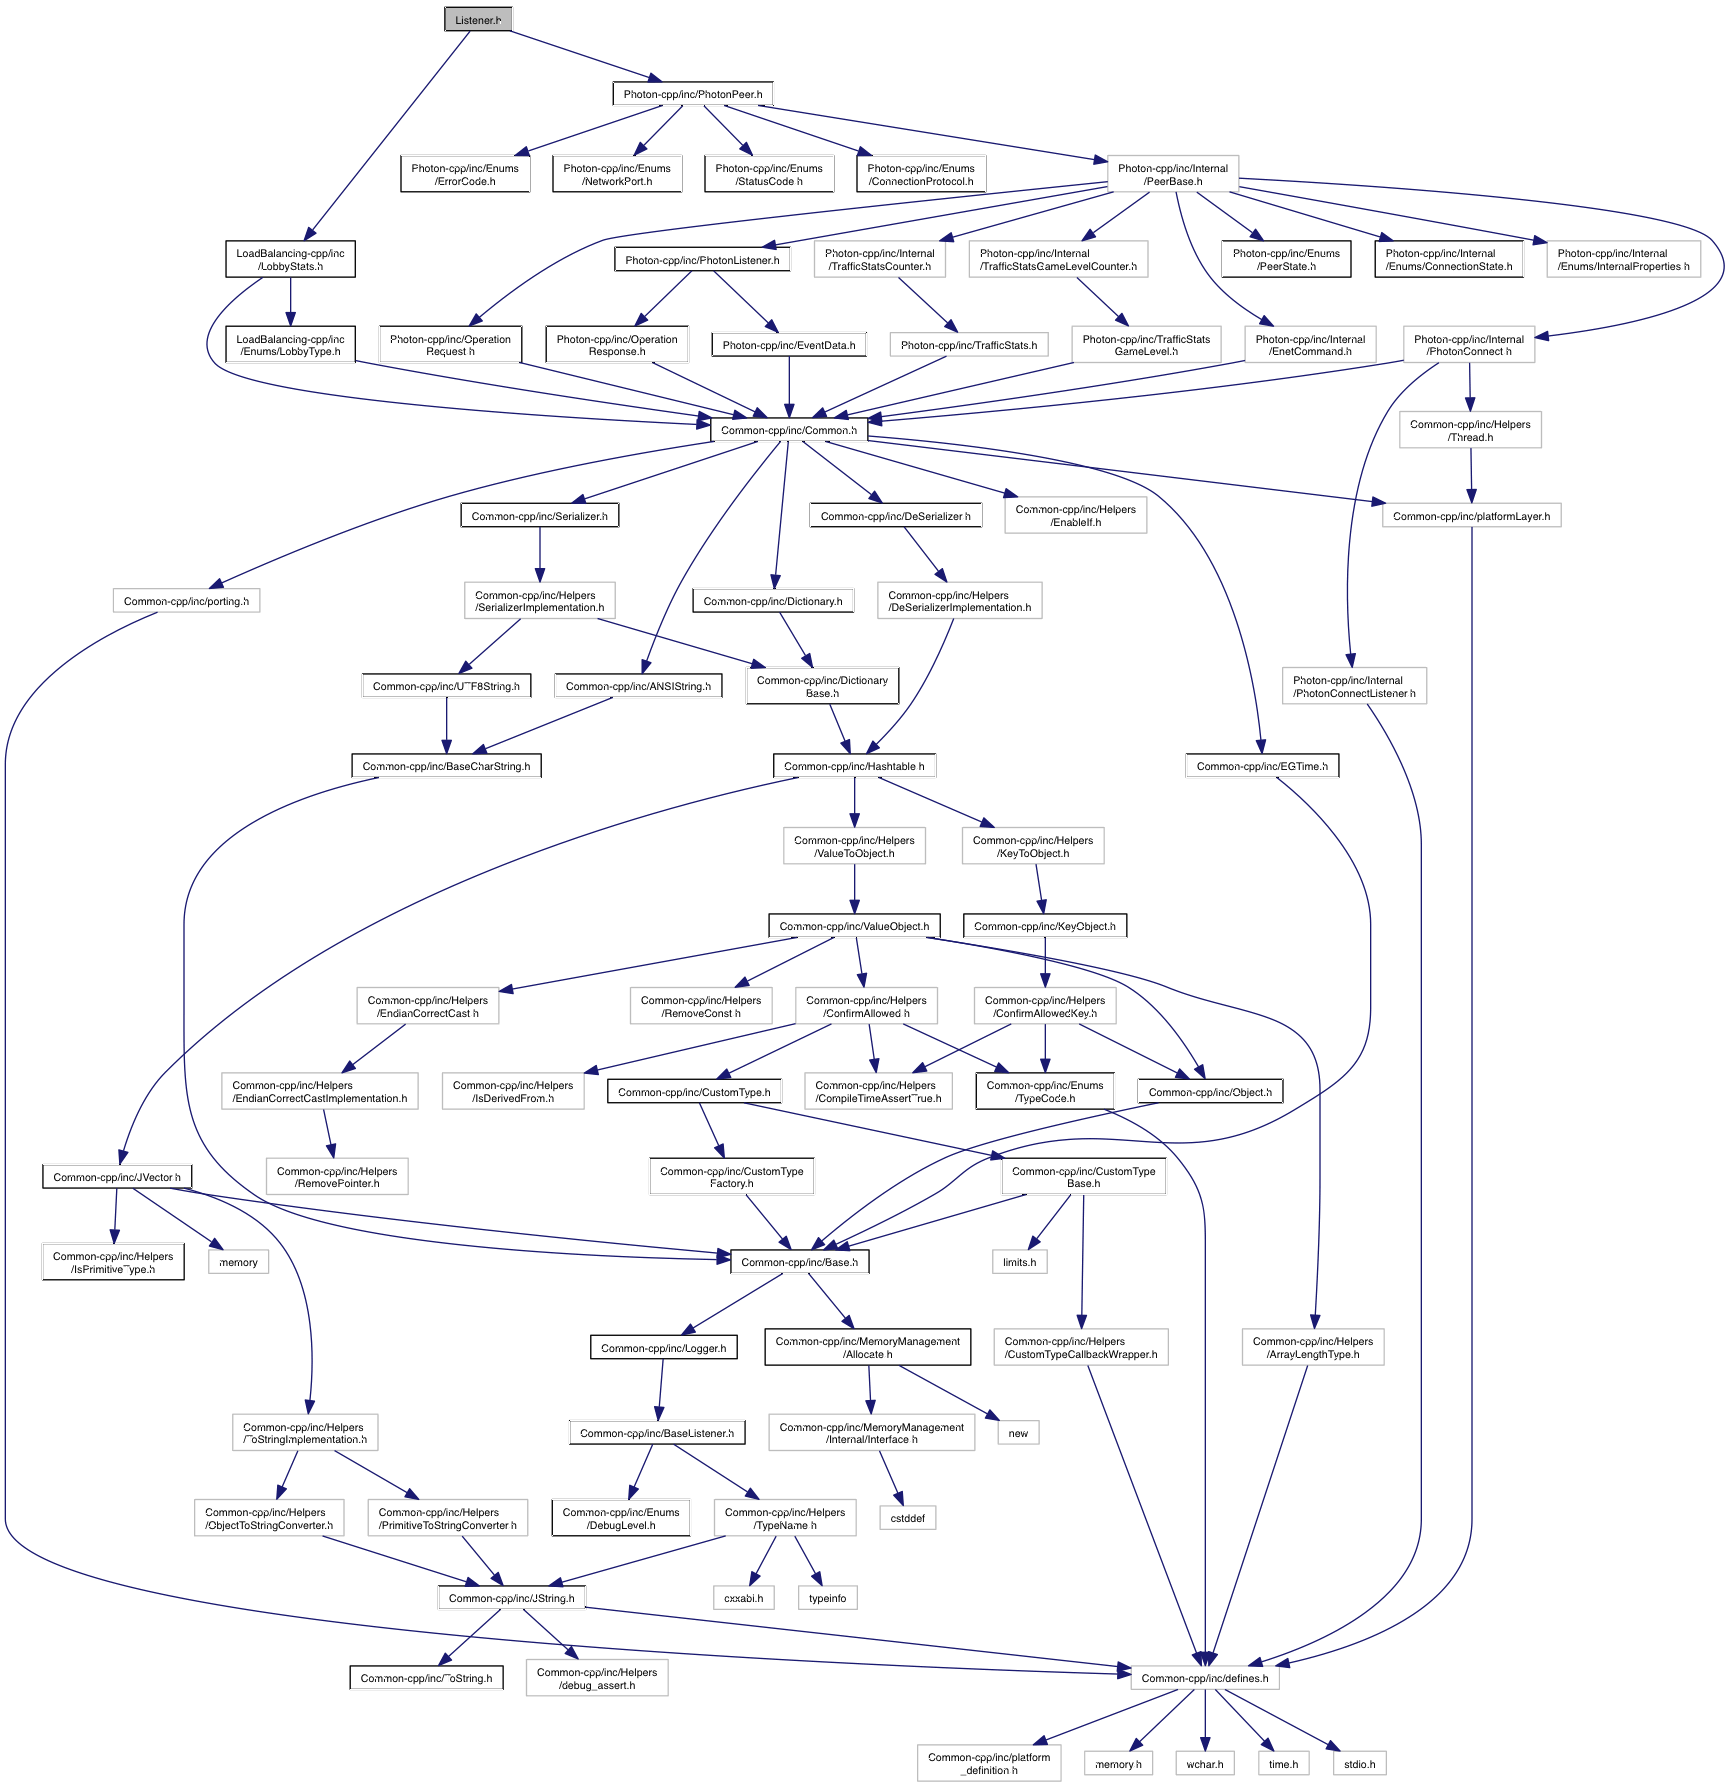 Listener.h
Photon-cpp/inc/PhotonPeer.h
Photon-cpp/inc/Enums
/ErrorCode.h
Photon-cpp/inc/Enums
/NetworkPort.h
Photon-cpp/inc/Enums
/StatusCode.h
Photon-cpp/inc/Enums
/ConnectionProtocol.h
Photon-cpp/inc/Internal
/PeerBase.h
LoadBalancing-cpp/inc
/LobbyStats.h
Photon-cpp/inc/PhotonListener.h
Photon-cpp/inc/Internal
/TrafficStatsCounter.h
Photon-cpp/inc/Internal
/TrafficStatsGameLevelCounter.h
Photon-cpp/inc/Enums
/PeerState.h
Photon-cpp/inc/Internal
/Enums/ConnectionState.h
Photon-cpp/inc/Internal
/Enums/InternalProperties.h
LoadBalancing-cpp/inc
/Enums/LobbyType.h
Photon-cpp/inc/Operation
Request.h
Photon-cpp/inc/Operation
Response.h
Photon-cpp/inc/EventData.h
Photon-cpp/inc/TrafficStats.h
Photon-cpp/inc/TrafficStats
GameLevel.h
Photon-cpp/inc/Internal
/EnetCommand.h
Photon-cpp/inc/Internal
/PhotonConnect.h
Common-cpp/inc/Common.h
Common-cpp/inc/Helpers
/Thread.h
Common-cpp/inc/Serializer.h
Common-cpp/inc/DeSerializer.h
Common-cpp/inc/Helpers
/EnableIf.h
Common-cpp/inc/platformLayer.h
Common-cpp/inc/porting.h
Common-cpp/inc/Helpers
/SerializerImplementation.h
Common-cpp/inc/Dictionary.h
Common-cpp/inc/Helpers
/DeSerializerImplementation.h
Common-cpp/inc/UTF8String.h
Common-cpp/inc/ANSIString.h
Common-cpp/inc/Dictionary
Base.h
Photon-cpp/inc/Internal
/PhotonConnectListener.h
Common-cpp/inc/BaseCharString.h
Common-cpp/inc/Hashtable.h
Common-cpp/inc/EGTime.h
Common-cpp/inc/Helpers
/ValueToObject.h
Common-cpp/inc/Helpers
/KeyToObject.h
Common-cpp/inc/ValueObject.h
Common-cpp/inc/KeyObject.h
Common-cpp/inc/Helpers
/EndianCorrectCast.h
Common-cpp/inc/Helpers
/RemoveConst.h
Common-cpp/inc/Helpers
/ConfirmAllowed.h
Common-cpp/inc/Helpers
/ConfirmAllowedKey.h
Common-cpp/inc/Helpers
/EndianCorrectCastImplementation.h
Common-cpp/inc/Helpers
/IsDerivedFrom.h
Common-cpp/inc/CustomType.h
Common-cpp/inc/Helpers
/CompileTimeAssertTrue.h
Common-cpp/inc/Enums
/TypeCode.h
Common-cpp/inc/Object.h
Common-cpp/inc/JVector.h
Common-cpp/inc/Helpers
/RemovePointer.h
Common-cpp/inc/CustomType
Factory.h
Common-cpp/inc/CustomType
Base.h
Common-cpp/inc/Helpers
/IsPrimitiveType.h
memory
Common-cpp/inc/Base.h
limits.h
Common-cpp/inc/Logger.h
Common-cpp/inc/MemoryManagement
/Allocate.h
Common-cpp/inc/Helpers
/CustomTypeCallbackWrapper.h
Common-cpp/inc/Helpers
/ArrayLengthType.h
Common-cpp/inc/Helpers
/ToStringImplementation.h
Common-cpp/inc/BaseListener.h
Common-cpp/inc/MemoryManagement
/Internal/Interface.h
new
Common-cpp/inc/Helpers
/ObjectToStringConverter.h
Common-cpp/inc/Helpers
/PrimitiveToStringConverter.h
Common-cpp/inc/Enums
/DebugLevel.h
Common-cpp/inc/Helpers
/TypeName.h
cstddef
Common-cpp/inc/JString.h
cxxabi.h
typeinfo
Common-cpp/inc/ToString.h
Common-cpp/inc/Helpers
/debug_assert.h
Common-cpp/inc/defines.h
Common-cpp/inc/platform
_definition.h
memory.h
wchar.h
time.h
stdio.h